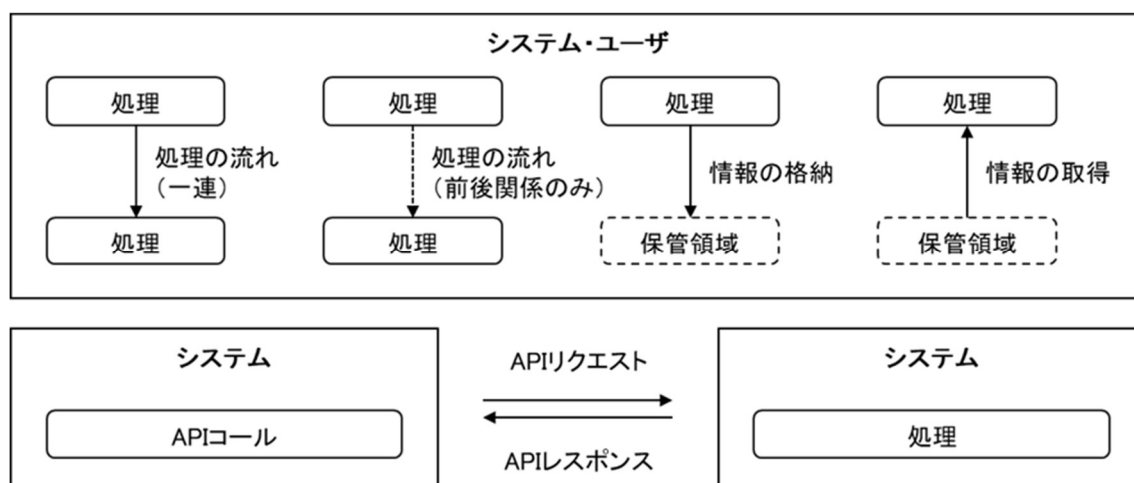 システム・ユーザ
処理
処理
処理
処理
処理の流れ
(一連)
処理の流れ
(前後関係のみ)
情報の格納
情報の取得
処理
処理
保管領域
保管領域
システム
APIリクエスト
システム
APIコール
処理
APIレスポンス